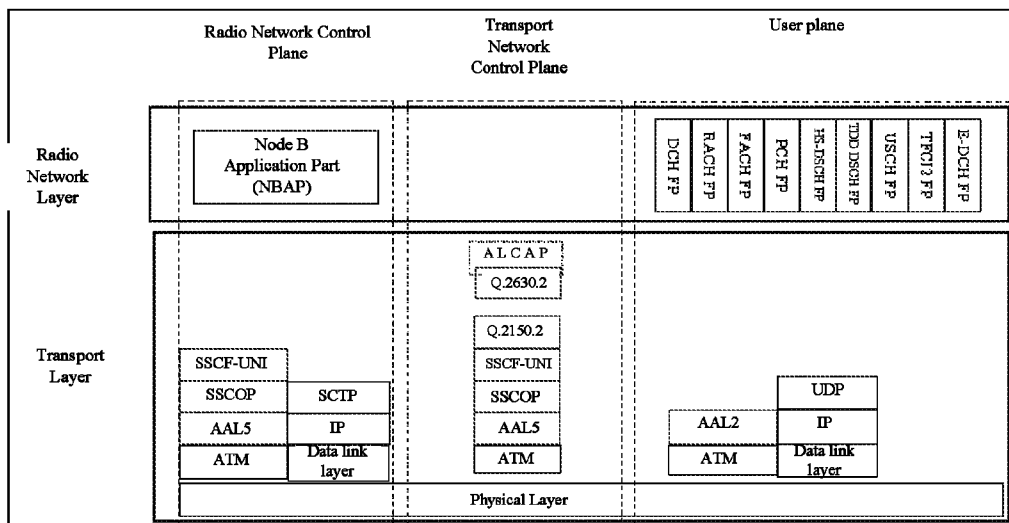 Radio Network Control
Plane
Transport
Network
Control Plane
User plane
Radio
Network
Layer
Node B
Application Part
(NBAP)
DCH FP
RACH FP
FACH FP
PCH FP
HS-DSCH FP
TDD DSCH FP
USCH FP
TFCI2 FP
E-DCH FP
Transport
Layer
SSCF-UNI
SSCOP
AAL5
ATM
SCTP
IP
Data link
layer
ALCAP
Q.2630.2
Q.2150.2
SSCF-UNI
SSCOP
AAL5
ATM
AAL2
ATM
UDP
IP
Data link
layer
Physical Layer